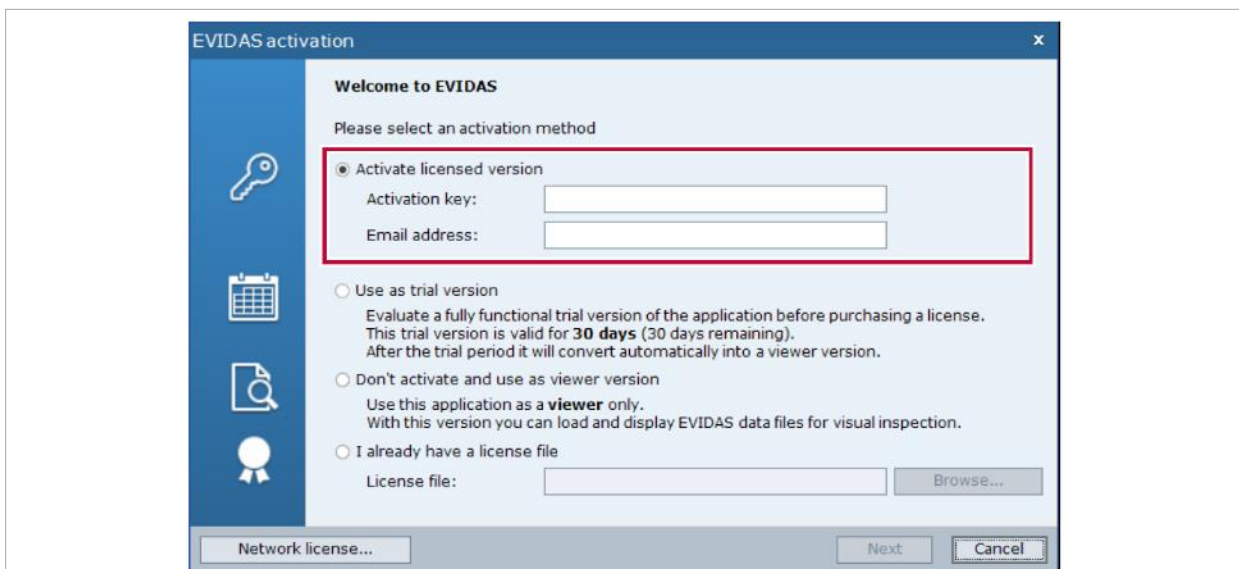 EVIDAS activation x
Welcome to EVIDAS
Please select an activation method
Activate licensed version
Activation key:
Email address:
Use as trial version
Evaluate a fully functional trial version of the application before purchasing a license.
This trial version is valid for 30 days (30 days remaining).
After the trial period it will convert automatically into a viewer version.
Don't activate and use as viewer version
Use this application as a viewer only.
With this version you can load and display EVIDAS data files for visual inspection.
I already have a license file
License file: Browse...
Network license... Next Cancel